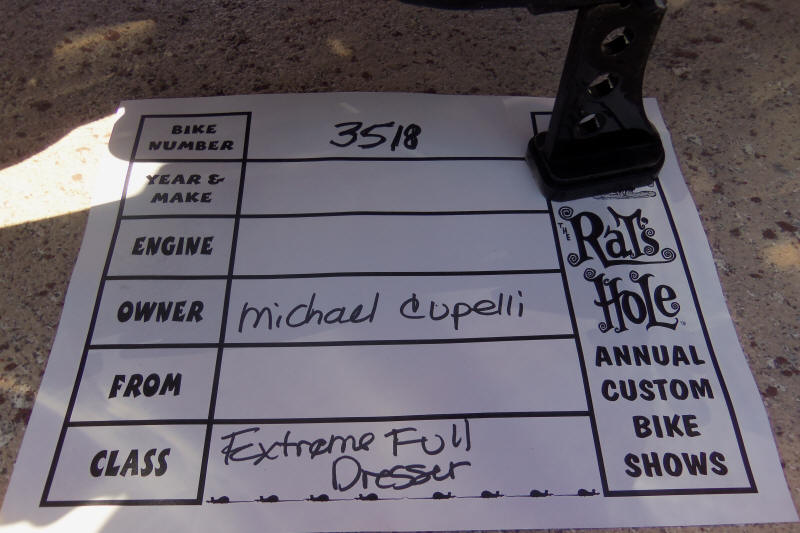 BIKE
NUMBER
3518
YEAR &
MAKE
ENGINE
OWNER
michael Cupelli
FROM
CLASS
Extreme Full
Dresser
THE
RAT'S
HOLE
ANNUAL
CUSTOM
BIKE
SHOWS